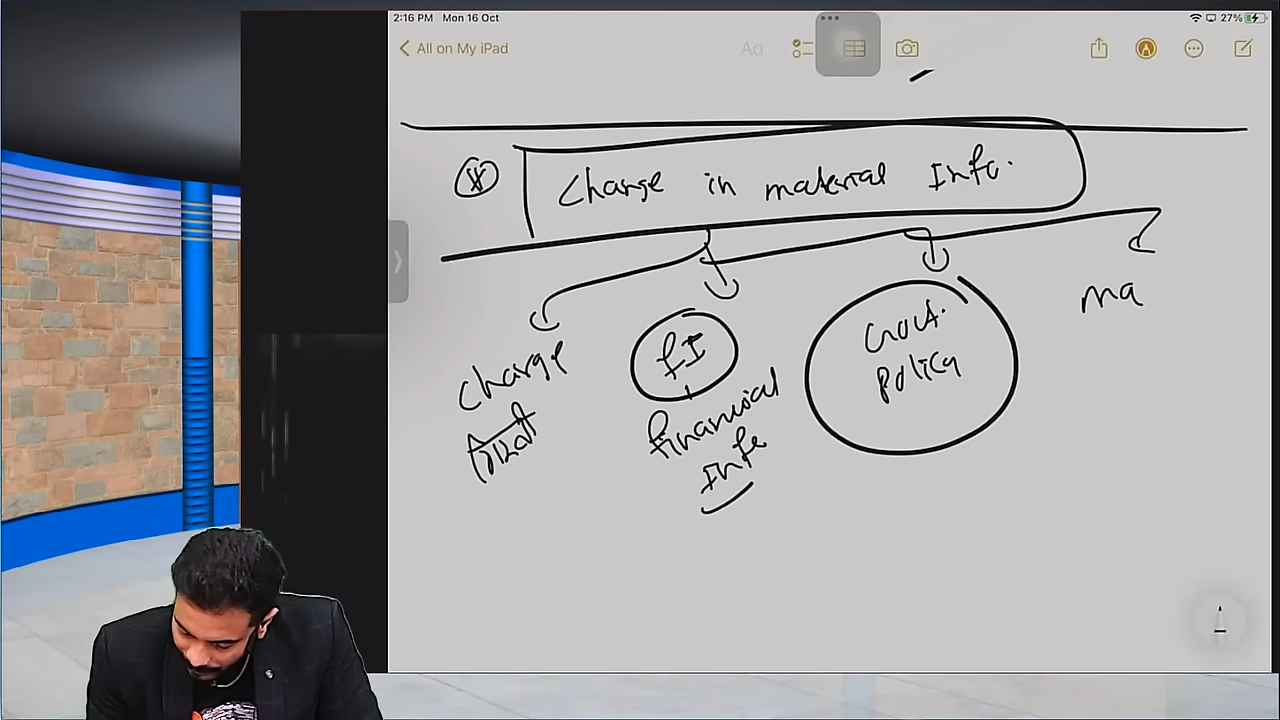 2:16 PM Mon 16 Oct
27%
All on My iPad
Aa
Change in material Info.
Change
FI
Financial
Info
Govt.
Policy
Ma